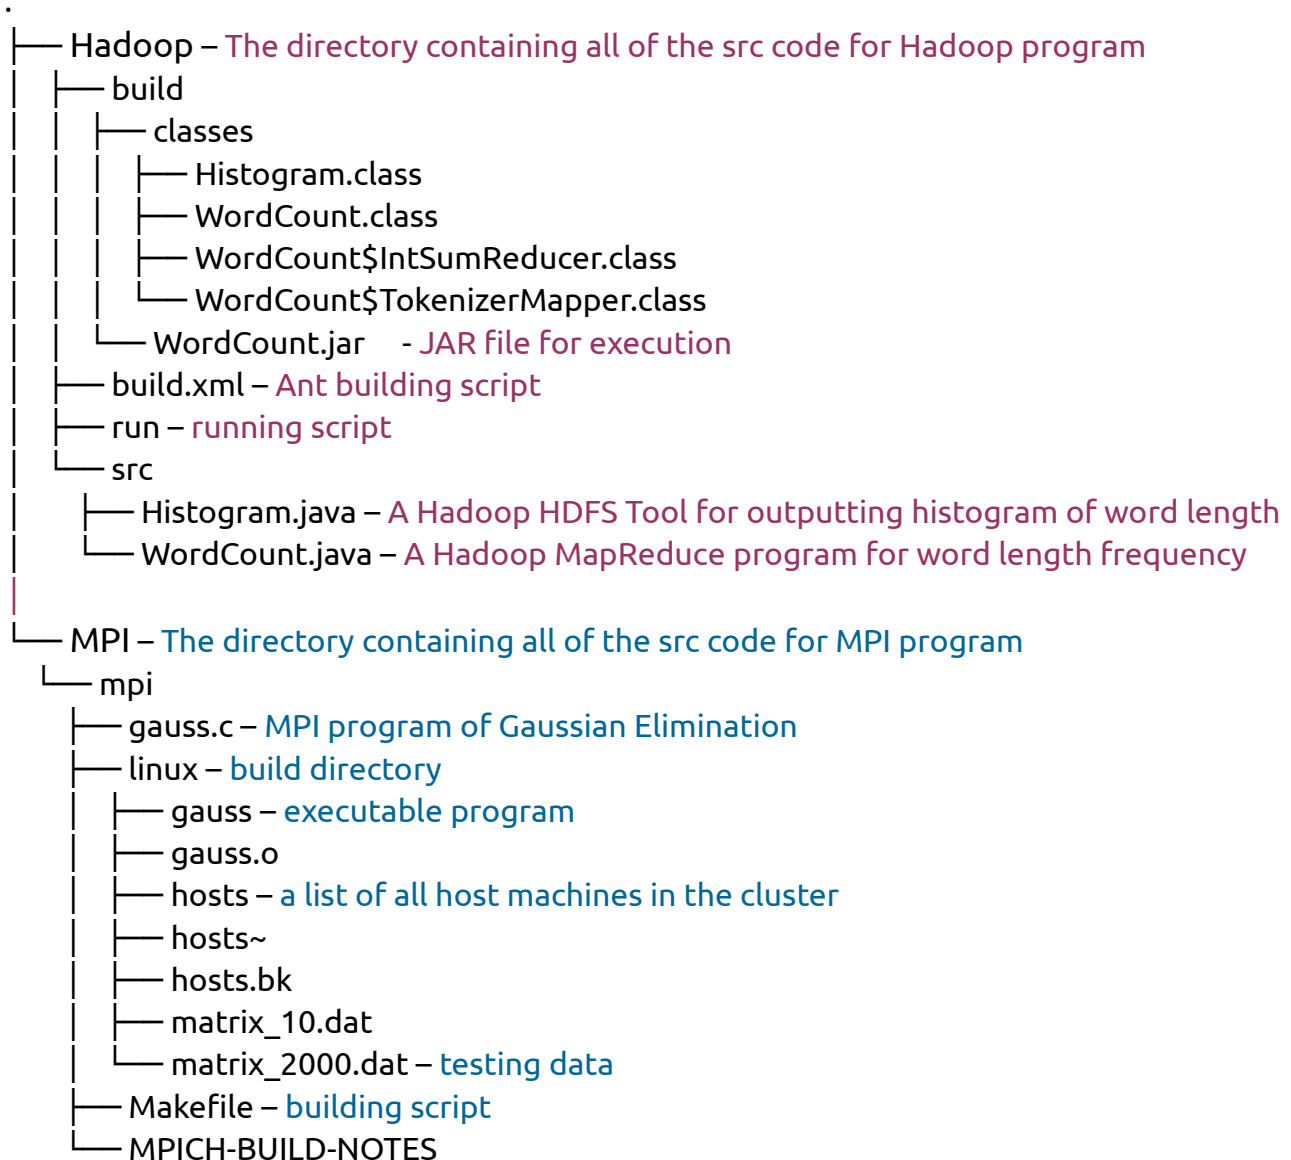 .
├── Hadoop – The directory containing all of the src code for Hadoop program
│   ├── build
│   │   ├── classes
│   │   │   ├── Histogram.class
│   │   │   ├── WordCount.class
│   │   │   ├── WordCount$IntSumReducer.class
│   │   │   └── WordCount$TokenizerMapper.class
│   │   └── WordCount.jar    - JAR file for execution
│   ├── build.xml – Ant building script
│   ├── run – running script
│   └── src
│       ├── Histogram.java – A Hadoop HDFS Tool for outputting histogram of word length
│       └── WordCount.java – A Hadoop MapReduce program for word length frequency
|
└── MPI – The directory containing all of the src code for MPI program
    └── mpi
        ├── gauss.c – MPI program of Gaussian Elimination
        ├── linux – build directory
        │   ├── gauss – executable program
        │   ├── gauss.o
        │   ├── hosts – a list of all host machines in the cluster
        │   ├── hosts~
        │   ├── hosts.bk
        │   ├── matrix_10.dat
        │   └── matrix_2000.dat – testing data
        ├── Makefile – building script
        └── MPICH-BUILD-NOTES